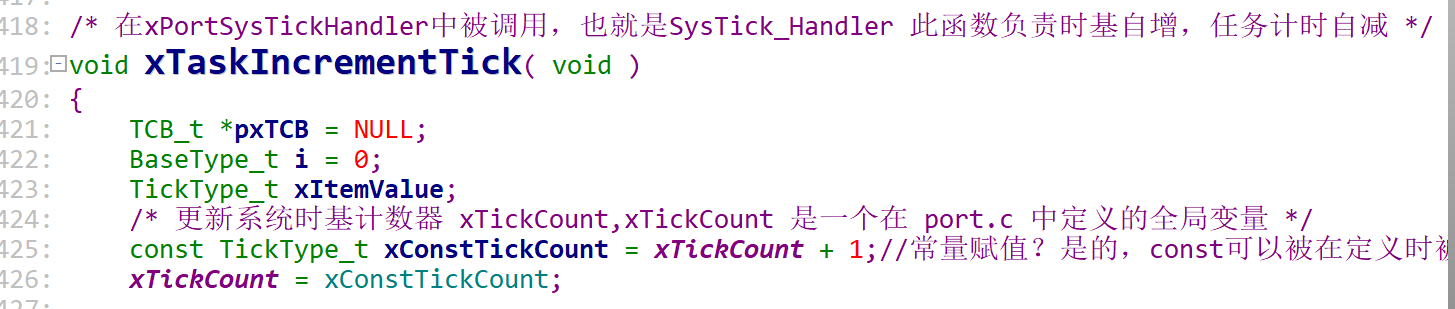 418: /* 在xPortSysTickHandler中被调用，也就是SysTick_Handler 此函数负责时基自增，任务计时自减 */
419: void xTaskIncrementTick( void )
420: {
421: TCB_t *pxTCB = NULL;
422: BaseType_t i = 0;
423: TickType_t xItemValue;
424: /* 更新系统时基计数器 xTickCount,xTickCount 是一个在 port.c 中定义的全局变量 */
425: const TickType_t xConstTickCount = xTickCount + 1;//常量赋值？是的，const可以被在定义时被
426: xTickCount = xConstTickCount;
427: